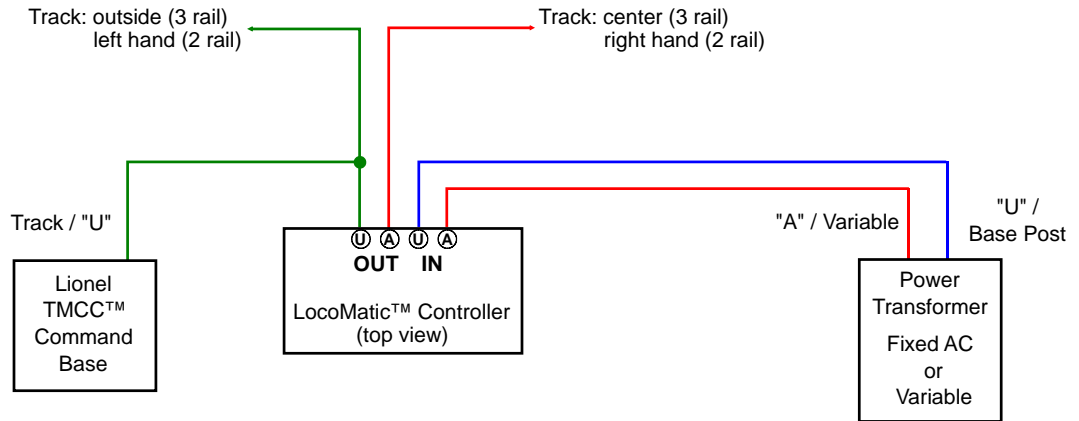 Track: outside (3 rail)
left hand (2 rail)
Track: center (3 rail)
right hand (2 rail)
Track / "U"
"A" / Variable
"U" /
Base Post
U A U A
OUT IN
LocoMatic™ Controller
(top view)
Lionel
TMCC™
Command
Base
Power
Transformer
Fixed AC
or
Variable